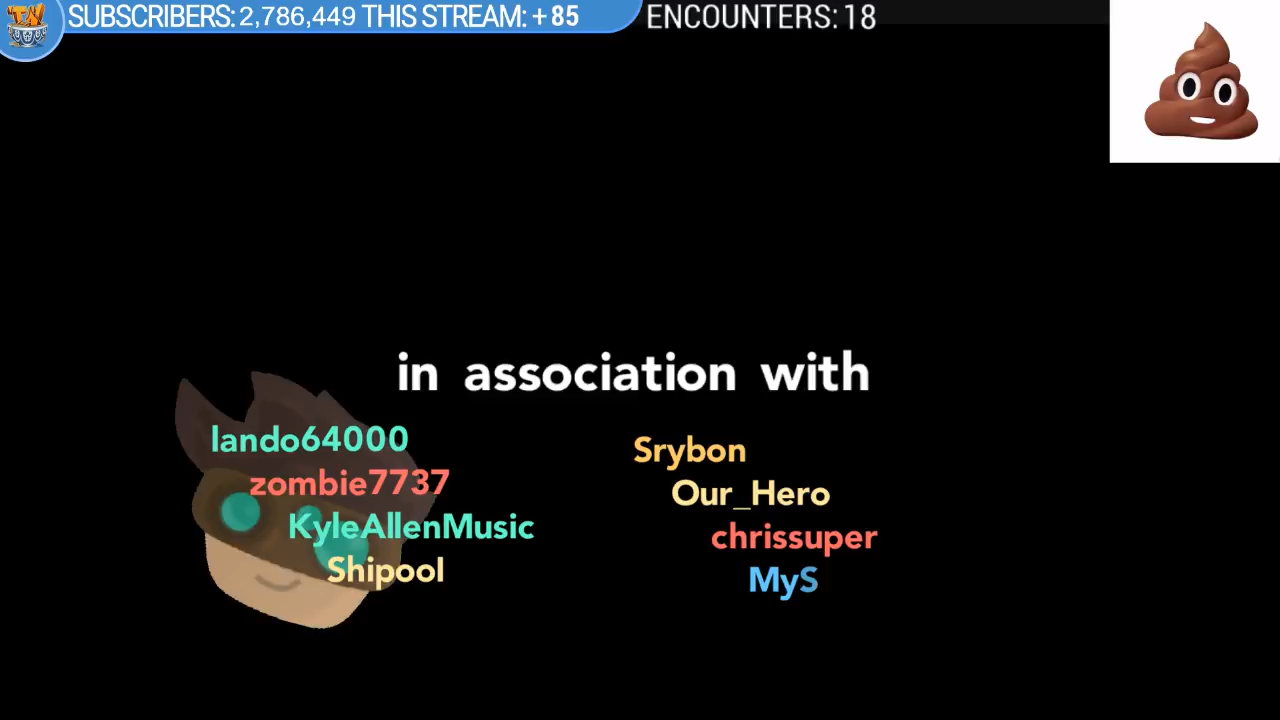 SUBSCRIBERS: 2,786,449 THIS STREAM: +85
ENCOUNTERS:18
in association with
lando64000
zombie7737
KyleAllenMusic
Shipool
Srybon
Our_Hero
chrissuper
MyS